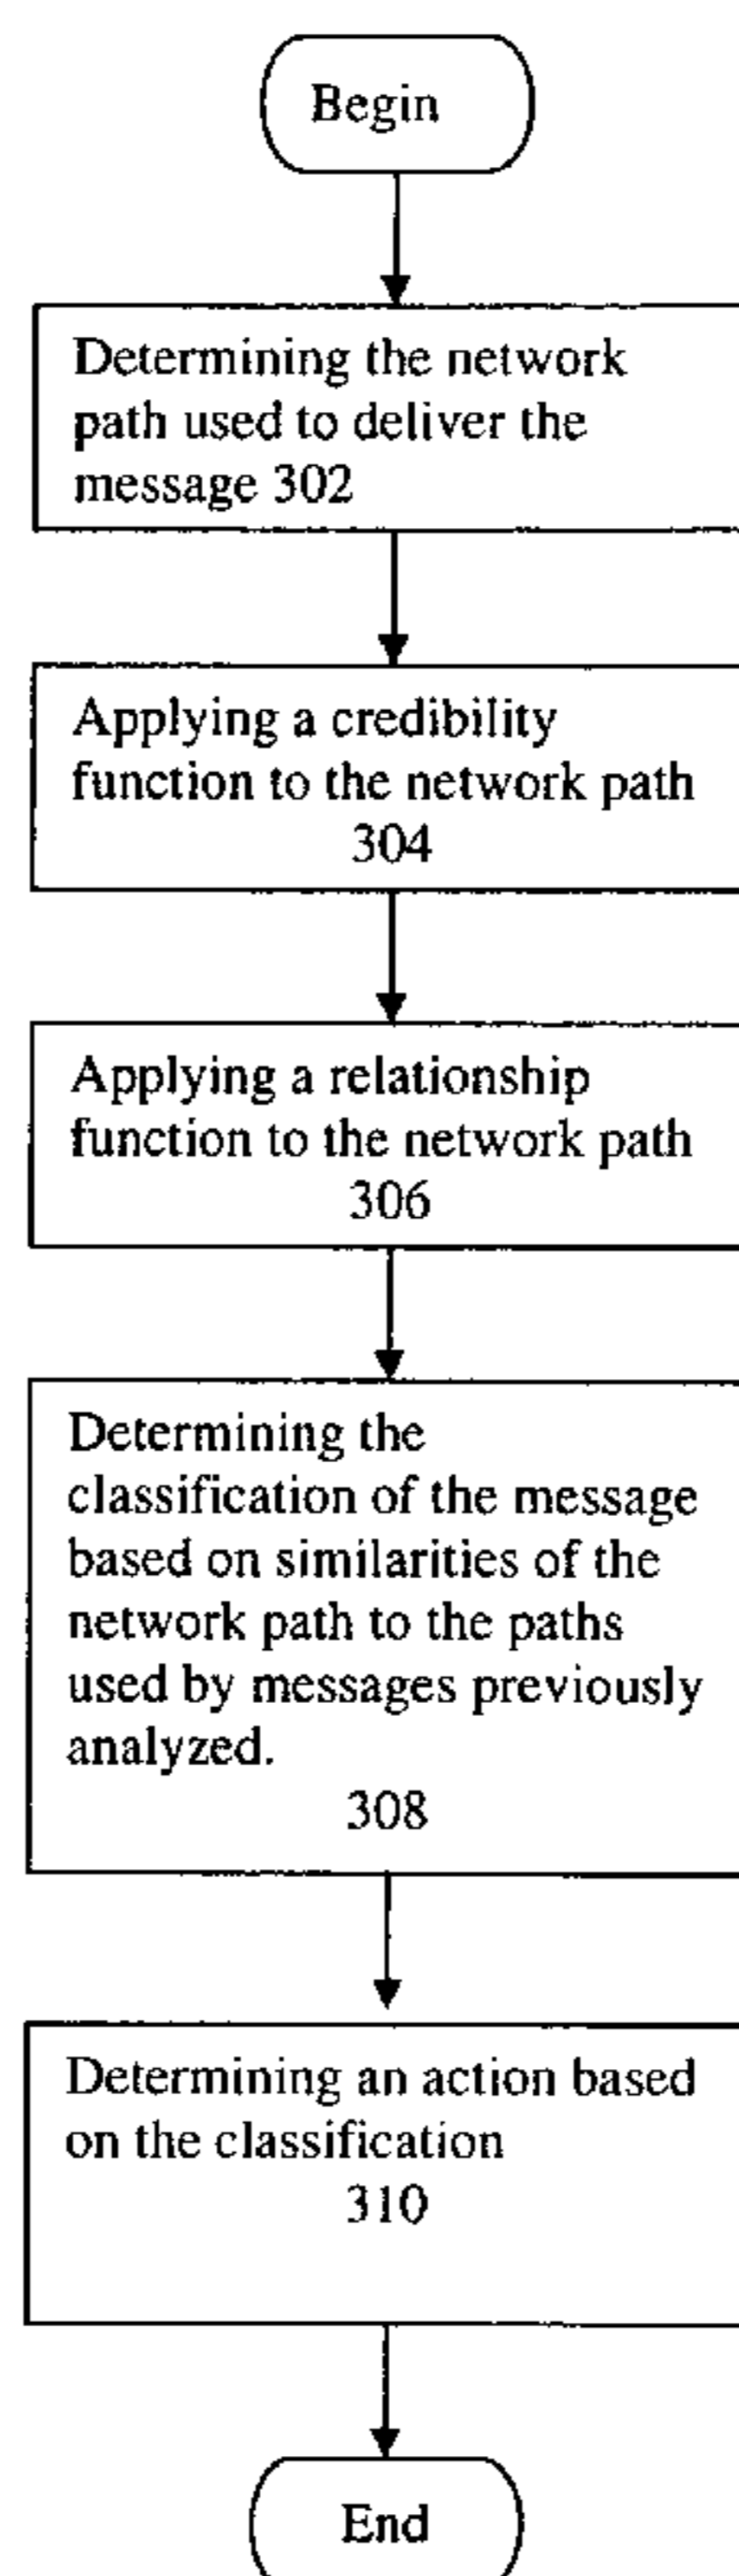 Begin
Determining the network
path used to deliver the
message 302
Applying a credibility
function to the network path
304
Applying a relationship
function to the network path
306
Determining the
classification of the message
based on similarities of the
network path to the paths
used by messages previously
analyzed.
308
Determining an action based
on the classification
310
End